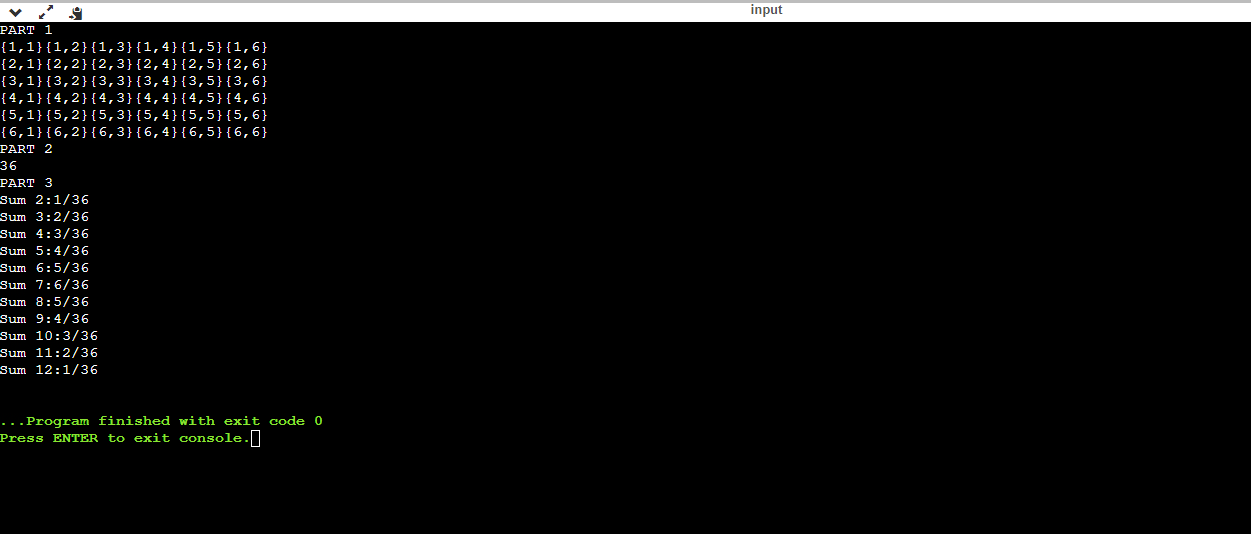 input
PART 1
{1,1}{1,2}{1,3}{1,4}{1,5}{1,6}
{2,1}{2,2}{2,3}{2,4}{2,5}{2,6}
{3,1}{3,2}{3,3}{3,4}{3,5}{3,6}
{4,1}{4,2}{4,3}{4,4}{4,5}{4,6}
{5,1}{5,2}{5,3}{5,4}{5,5}{5,6}
{6,1}{6,2}{6,3}{6,4}{6,5}{6,6}
PART 2
36
PART 3
Sum 2:1/36
Sum 3:2/36
Sum 4:3/36
Sum 5:4/36
Sum 6:5/36
Sum 7:6/36
Sum 8:5/36
Sum 9:4/36
Sum 10:3/36
Sum 11:2/36
Sum 12:1/36
...Program finished with exit code 0
Press ENTER to exit console.